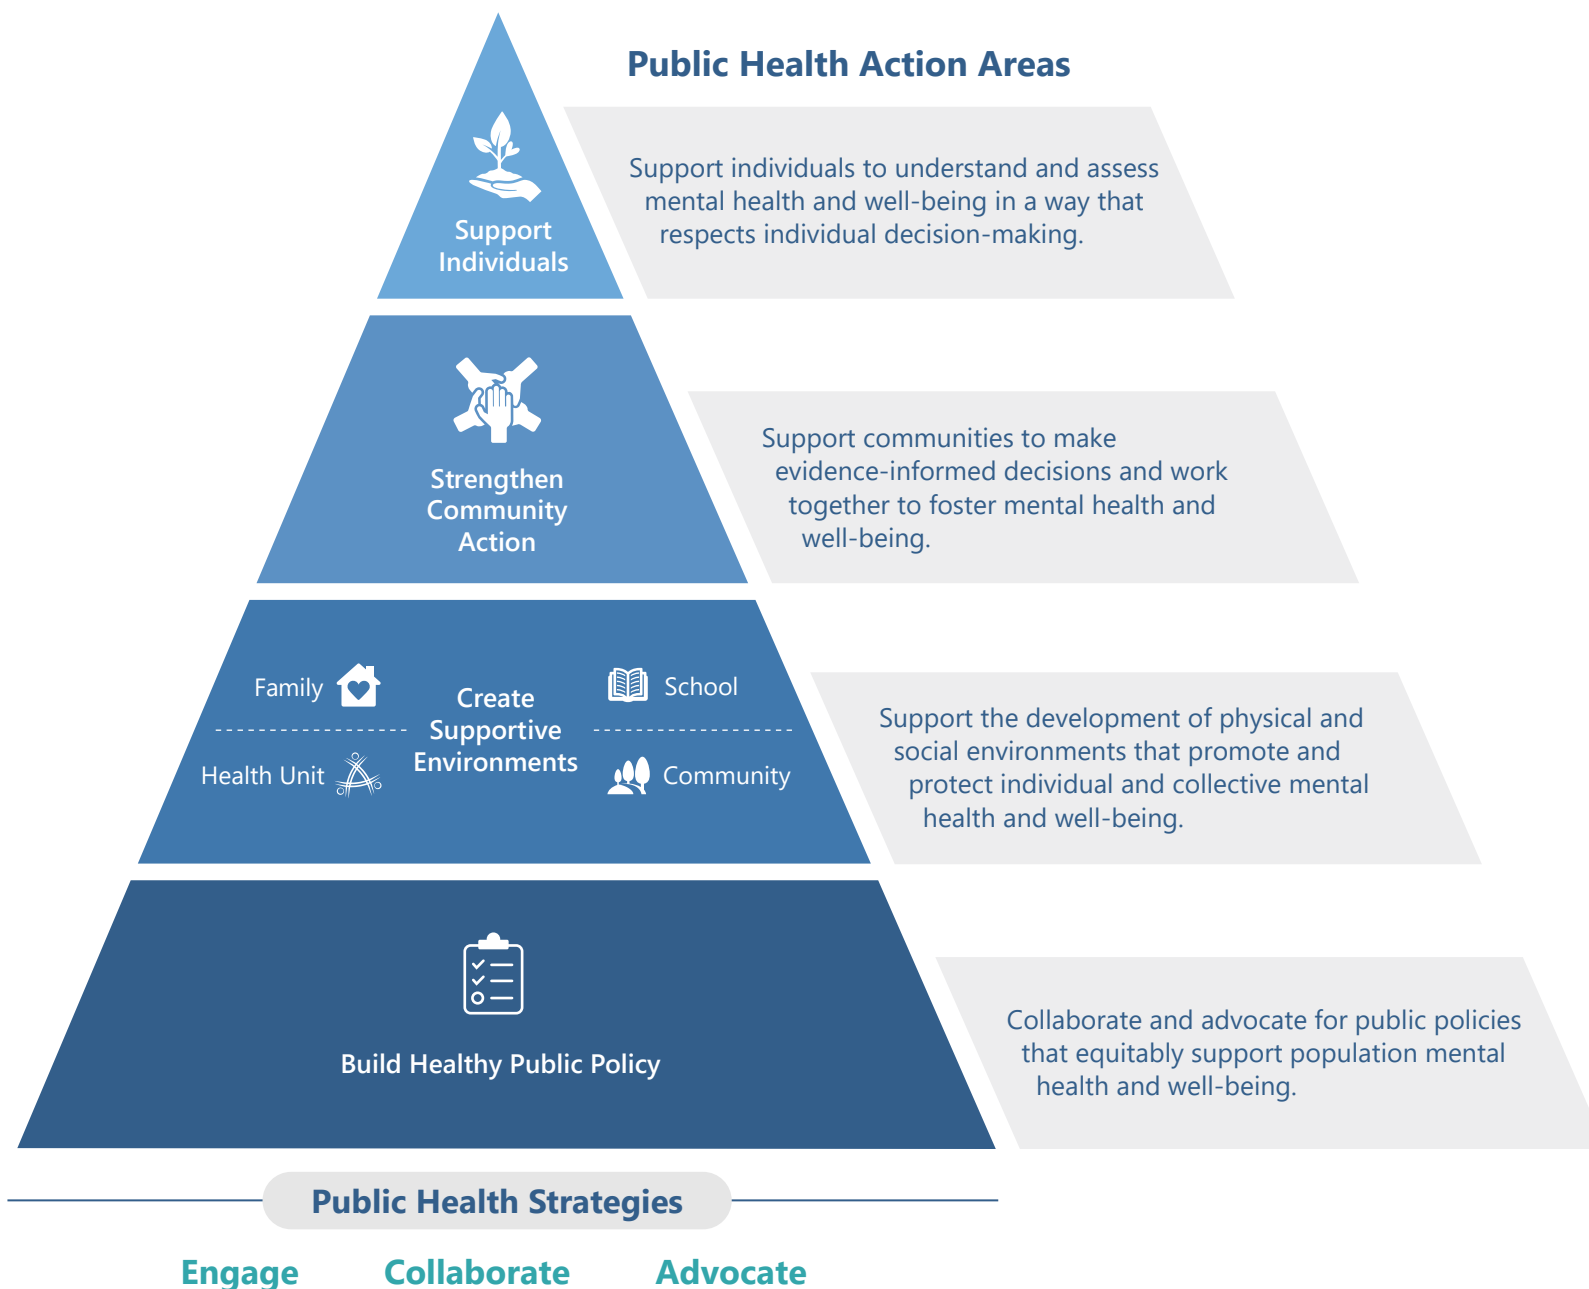 Public Health Action Areas
Support
Individuals
Support individuals to understand and assess
mental health and well-being in a way that
respects individual decision-making.
Strengthen
Community
Action
Support communities to make
evidence-informed decisions and work
together to foster mental health and
well-being.
Family
School
Create
Supportive
Environments
Health Unit
Community
Support the development of physical and
social environments that promote and
protect individual and collective mental
health and well-being.
Build Healthy Public Policy
Collaborate and advocate for public policies
that equitably support population mental
health and well-being.
Public Health Strategies
Engage Collaborate Advocate